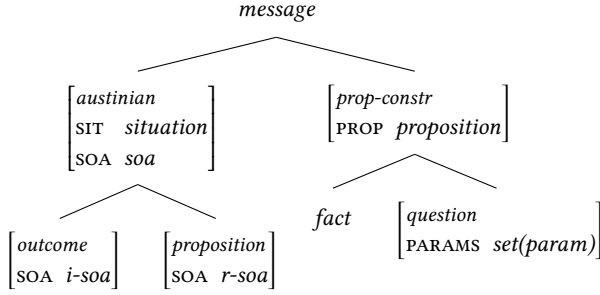 message
austinian
SIT situation
SOA soa
prop-constr
PROP proposition
outcome
SOA i-soa
proposition
SOA r-soa
fact
question
PARAMS set(param)